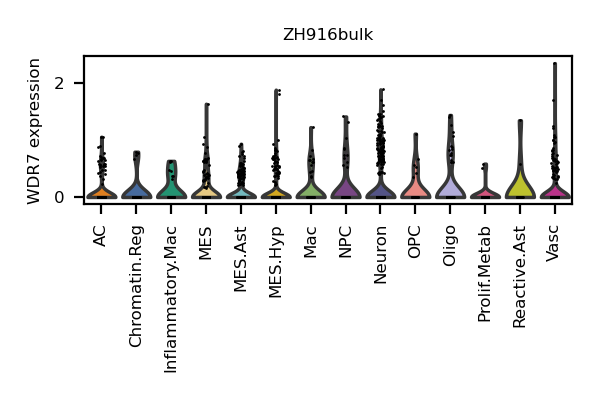 ZH916bulk
WDR7 expression
2
0
AC
Chromatin.Reg
Inflammatory.Mac
MES
MES.Ast
MES.Hyp
Mac
NPC
Neuron
OPC
Oligo
Prolif.Metab
Reactive.Ast
Vasc